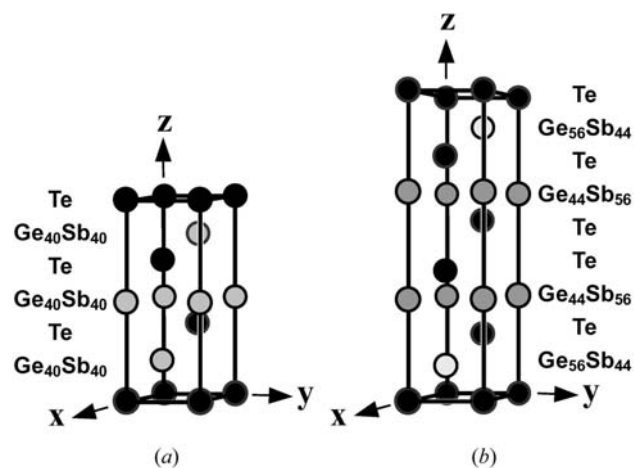 z
Te
Ge₄₀Sb₄₀
Te
Ge₄₀Sb₄₀
Te
Ge₄₀Sb₄₀
x
y
(a)
z
Te
Ge₅₆Sb₄₄
Te
Ge₄₄Sb₅₆
Te
Te
Ge₄₄Sb₅₆
Te
Ge₅₆Sb₄₄
x
y
(b)